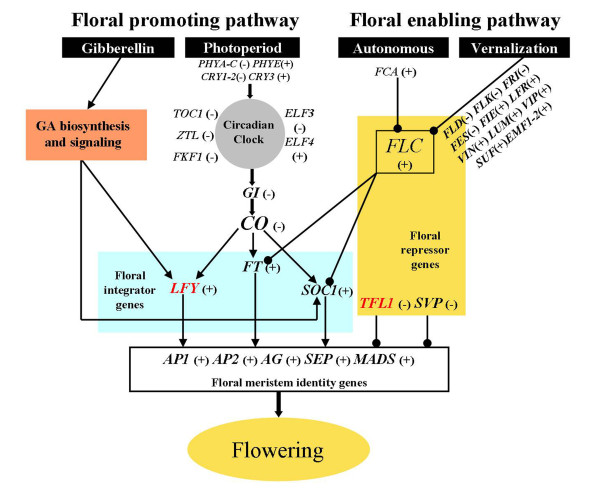 Floral promoting pathway
Floral enabling pathway
Gibberellin
Photoperiod
Autonomous
Vernalization
PHYA-C (-) PHYE(+)
CRY1-2(-) CRY3 (+)
FCA (+)
FLD(-) FLK(-) FRI(-)
FES(-) FIE(+) LFR(+)
VIN(+) LUM(+) VIP(+)
SUF(+)EMF1-2(+)
GA biosynthesis
and signaling
TOC1 (-)
ZTL (-)
FKF1 (-)
Circadian
Clock
ELF3
(-)
ELF4
(+)
FLC
(+)
GI (-)
CO (-)
Floral
repressor
genes
Floral
integrator
genes
LFY (+)
FT (+)
SOC1 (+)
TFL1 (-) SVP (-)
AP1 (+) AP2 (+) AG (+) SEP (+) MADS (+)
Floral meristem identity genes
Flowering